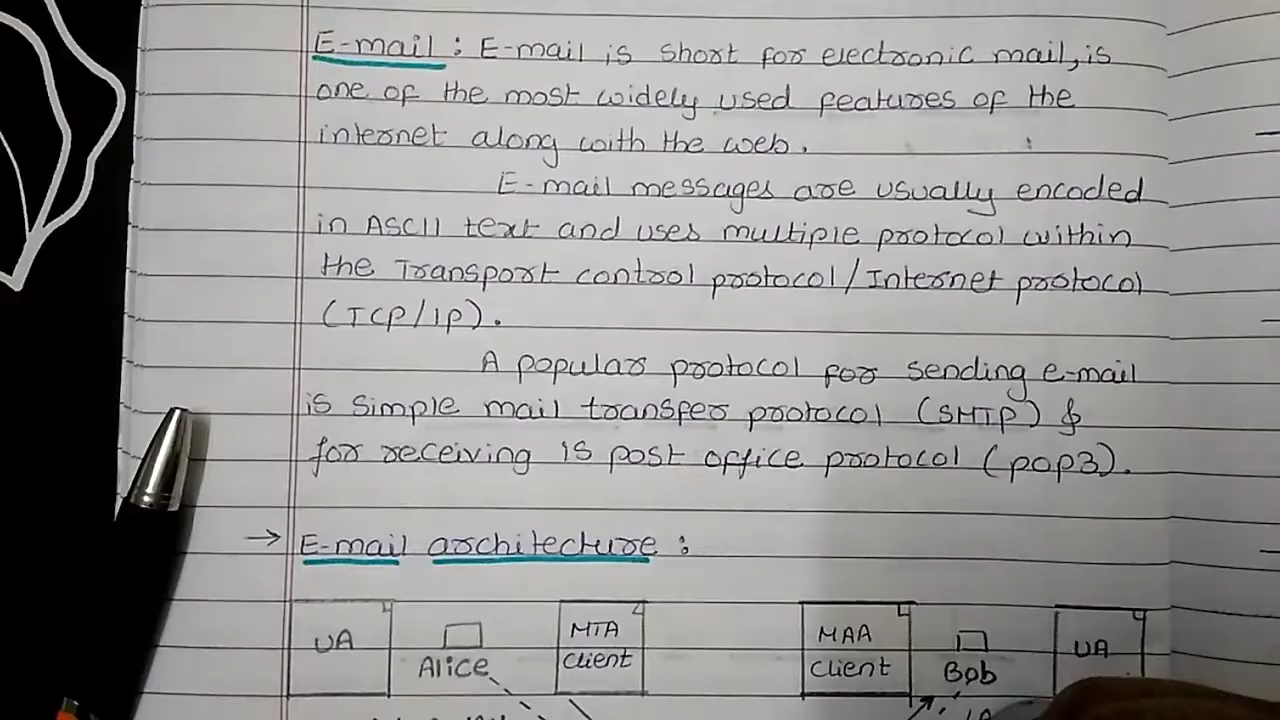 E-mail : E-mail is short for electronic mail, is
one of the most widely used features of the
internet along with the web.
E-mail messages are usually encoded
in ASCII text and uses multiple protocol within
the Transport control protocol/Internet protocol
(TCP/IP).
A popular protocol for sending e-mail
is simple mail transfer protocol (SMTP) &
for receiving is post office protocol (POP3).
→ E-mail architecture :
UA
Alice
MTA
client
MAA
client
Bob
UA